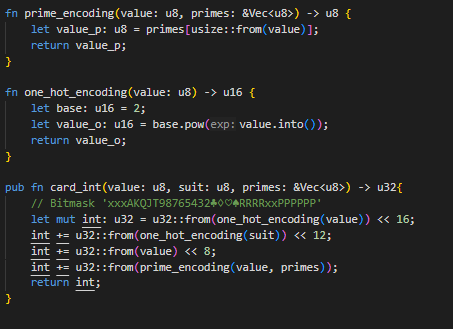 fn prime_encoding(value: u8, primes: &Vec<u8>) -> u8 {
    let value_p: u8 = primes[usize::from(value)];
    return value_p;
}

fn one_hot_encoding(value: u8) -> u16 {
    let base: u16 = 2;
    let value_o: u16 = base.pow(exp: value.into());
    return value_o;
}

pub fn card_int(value: u8, suit: u8, primes: &Vec<u8>) -> u32{
    // Bitmask 'xxxAKQJT98765432♣♢♡♠RRRRxxPPPPPP'
    let mut int: u32 = u32::from(one_hot_encoding(value)) << 16;
    int += u32::from(one_hot_encoding(suit)) << 12;
    int += u32::from(value) << 8;
    int += u32::from(prime_encoding(value, primes));
    return int;
}